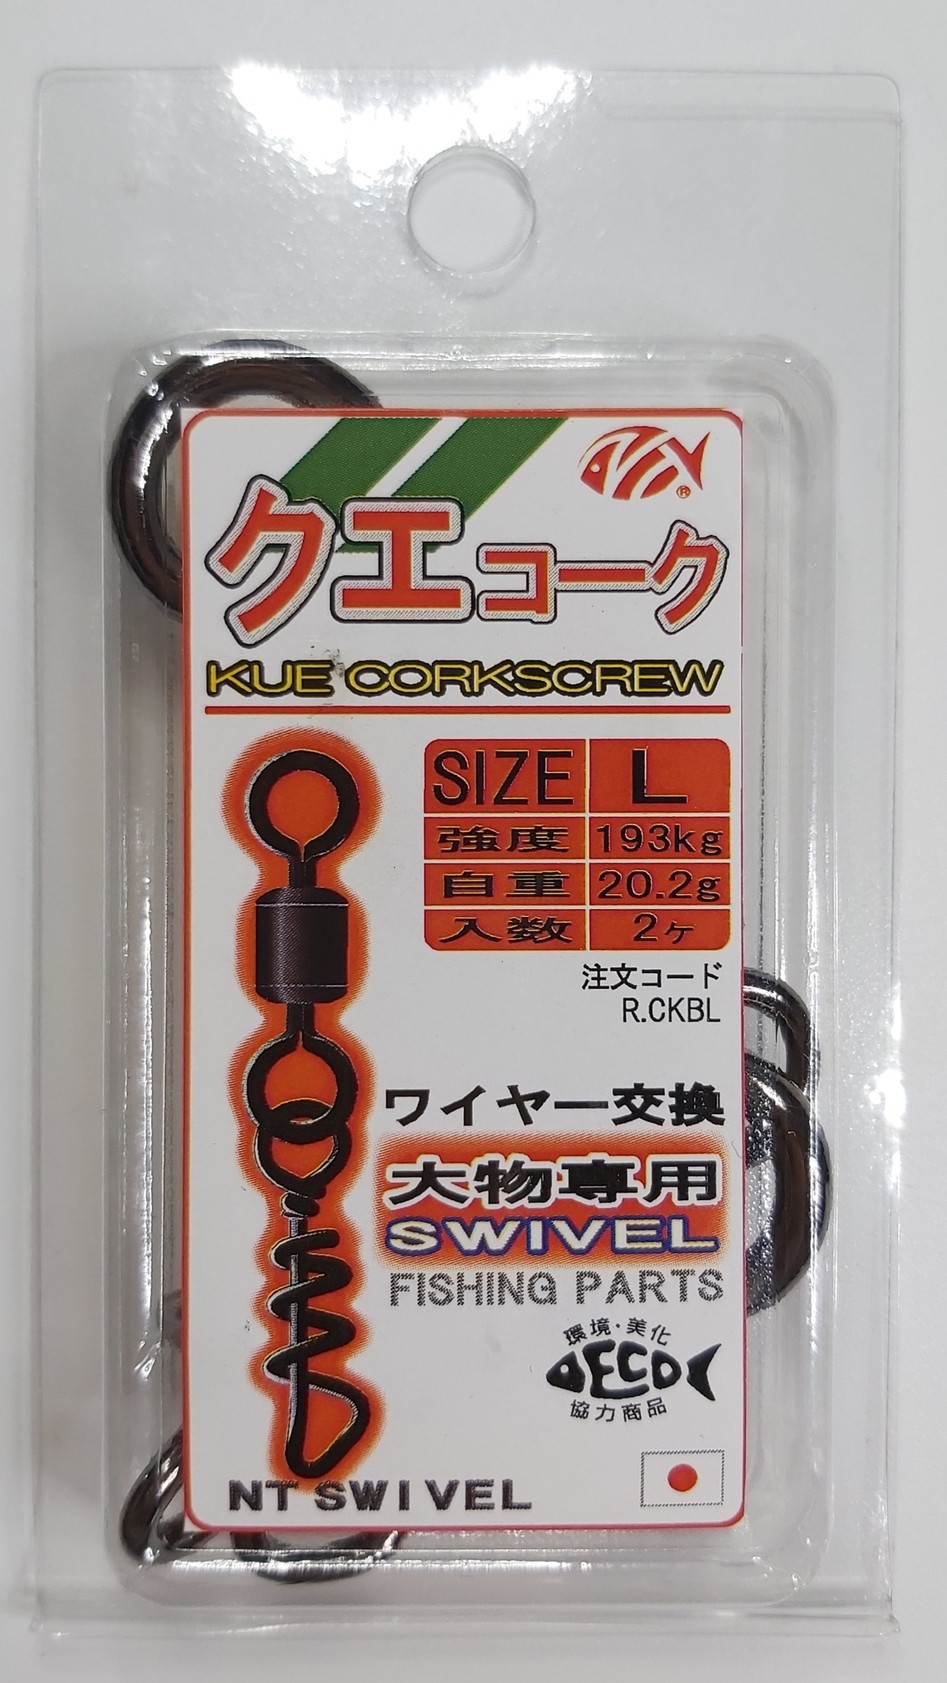 クエコーク
KUE CORKSCREW
SIZE L
強度 193kg
自重 20.2g
入数 2ヶ
注文コード
R.CKBL
ワイヤー交換
大物専用
SWIVEL
FISHING PARTS
環境・美化
ECO
協力商品
NT SWIVEL